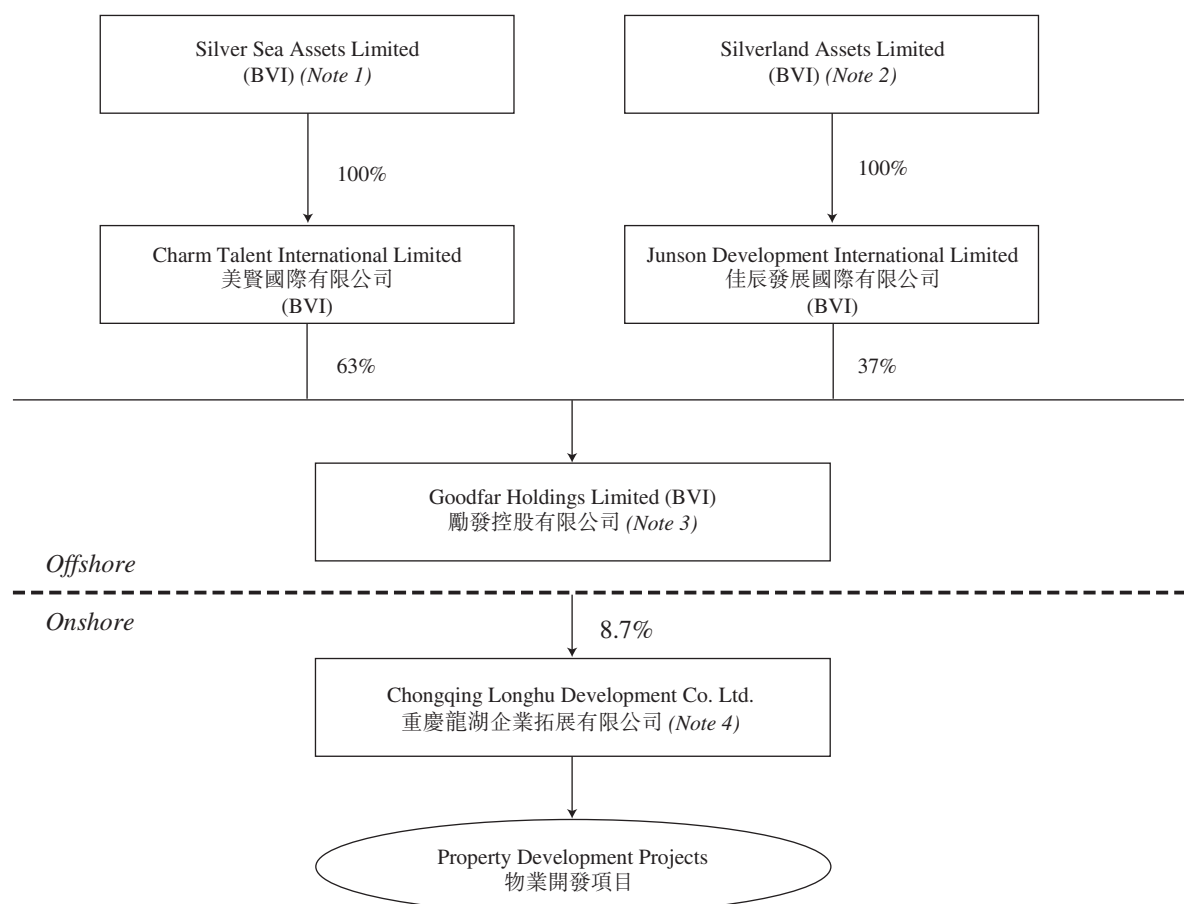 Silver Sea Assets Limited
(BVI) (Note 1)
Silverland Assets Limited
(BVI) (Note 2)
100%
100%
Charm Talent International Limited
美賢國際有限公司
(BVI)
Junson Development International Limited
佳辰發展國際有限公司
(BVI)
63%
37%
Goodfar Holdings Limited (BVI)
勵發控股有限公司 (Note 3)
Offshore
Onshore
8.7%
Chongqing Longhu Development Co. Ltd.
重慶龍湖企業拓展有限公司 (Note 4)
Property Development Projects
物業開發項目